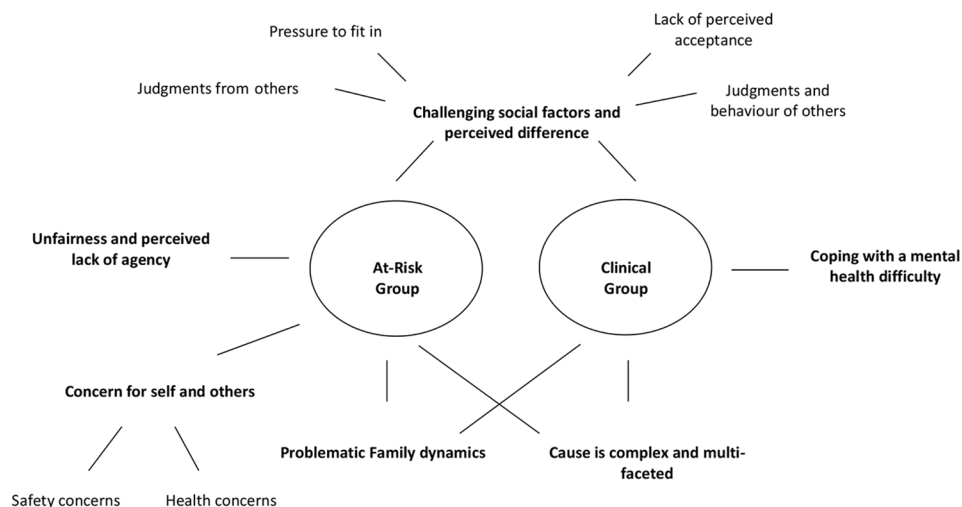 Pressure to fit in
Lack of perceived
acceptance
Judgments from others
Judgments and
behaviour of others
Challenging social factors and
perceived difference
Unfairness and perceived
lack of agency
At-Risk
Group
Clinical
Group
Coping with a mental
health difficulty
Concern for self and others
Problematic Family dynamics
Cause is complex and multi-
faceted
Safety concerns
Health concerns